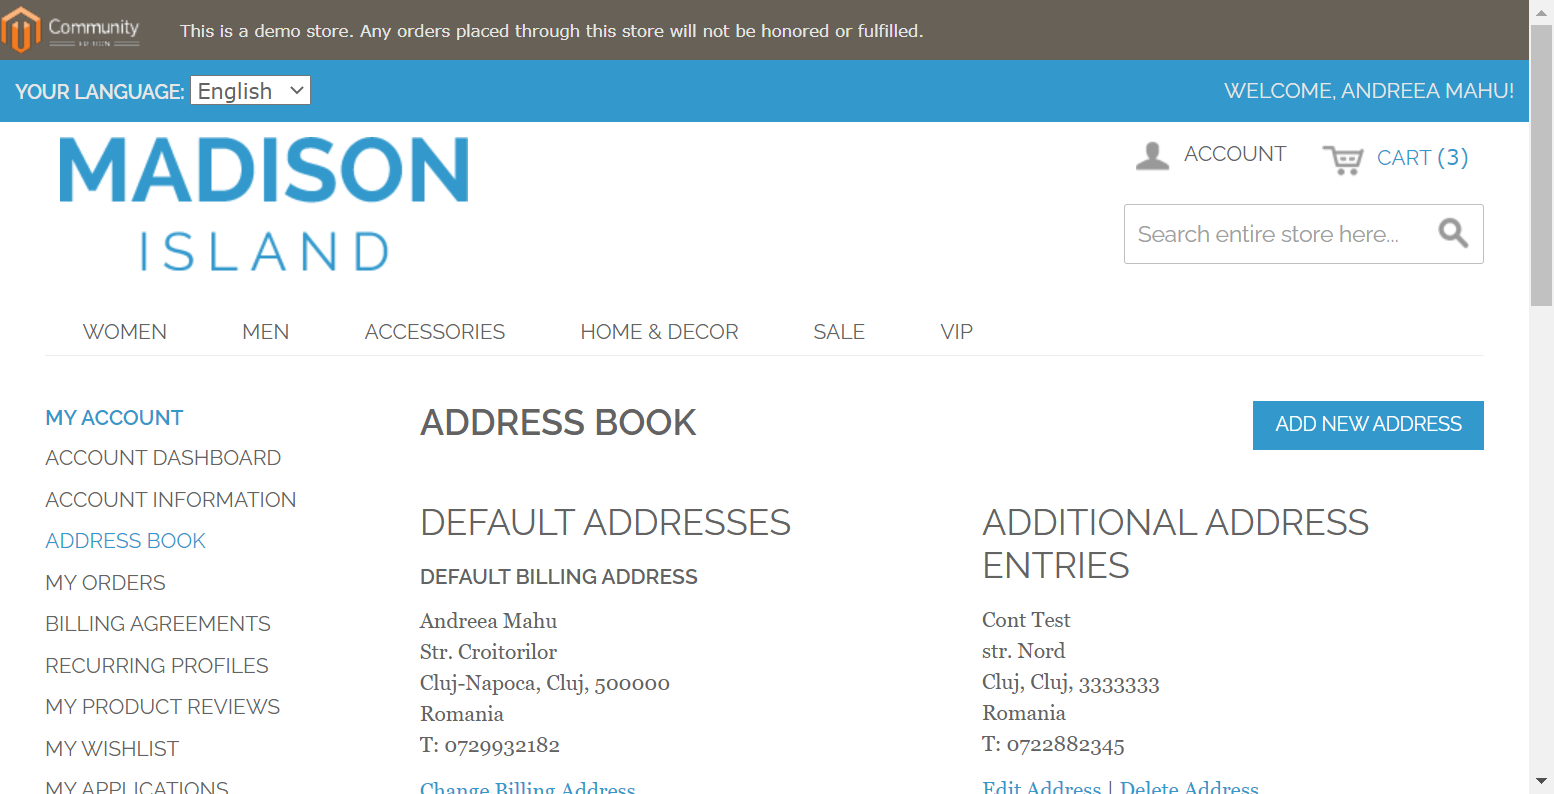 Community
EDITION
This is a demo store. Any orders placed through this store will not be honored or fulfilled.
YOUR LANGUAGE: English
WELCOME, ANDREEA MAHU!
MADISON
ISLAND
ACCOUNT
CART (3)
Search entire store here...
WOMEN MEN ACCESSORIES HOME & DECOR SALE VIP
MY ACCOUNT
ACCOUNT DASHBOARD
ACCOUNT INFORMATION
ADDRESS BOOK
MY ORDERS
BILLING AGREEMENTS
RECURRING PROFILES
MY PRODUCT REVIEWS
MY WISHLIST
MY APPLICATIONS
ADDRESS BOOK
ADD NEW ADDRESS
DEFAULT ADDRESSES
DEFAULT BILLING ADDRESS
Andreea Mahu
Str. Croitorilor
Cluj-Napoca, Cluj, 500000
Romania
T: 0729932182
Change Billing Address
ADDITIONAL ADDRESS
ENTRIES
Cont Test
str. Nord
Cluj, Cluj, 3333333
Romania
T: 0722882345
Edit Address | Delete Address